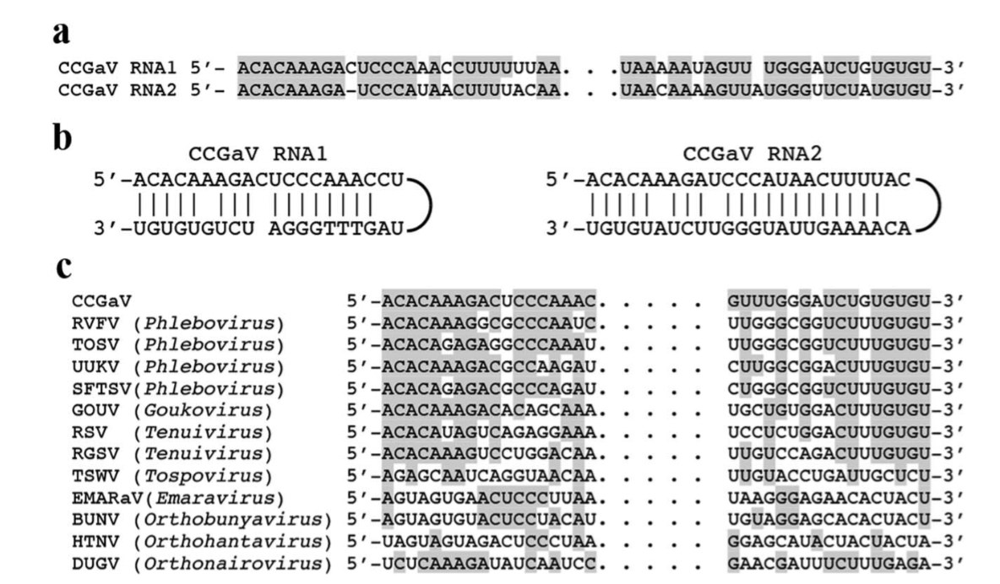 a
CCGaV RNA1 5′- ACACAAAGACUCCCAAACCUUUUUUAA. . .UAAAAAUAGUU UGGGAUCUGUGUGU-3′
CCGaV RNA2 5′- ACACAAAGA-UCCCAUAACUUUUACAA. . .UAACAAAAGUUAUGGGUUCUAUGUGU-3′
b
CCGaV RNA1
5′-ACACAAAGACUCCCAAACCU
3′-UGUGUGUCU AGGGTTTGAU
CCGaV RNA2
5′-ACACAAAGAUCCCAUAACUUUUAC
3′-UGUGUAUCUUGGGUAUUGAAAACA
c
CCGaV 5′-ACACAAAGACUCCCAAAC. . . . . GUUUGGGAUCUGUGUGU-3′
RVFV (Phlebovirus) 5′-ACACAAAGGCGCCCAAUC. . . . . UUGGGCGGUCUUUGUGU-3′
TOSV (Phlebovirus) 5′-ACACAGAGAGGCCCAAAU. . . . . UUGGGCGGUCUUUGUGU-3′
UUKV (Phlebovirus) 5′-ACACAAAGACGCCAAGAU. . . . . CUUGGCGGACUUUGUGU-3′
SFTSV(Phlebovirus) 5′-ACACAGAGACGCCCAGAU. . . . . CUGGGCGGUCUUUGUGU-3′
GOUV (Goukovirus) 5′-ACACAAAGACACAGCAAA. . . . . UGCUGUGGACUUUGUGU-3′
RSV (Tenuivirus) 5′-ACACAUAGUCAGAGGAAA. . . . . UCCUCUGGACUUUGUGU-3′
RGSV (Tenuivirus) 5′-ACACAAAGUCCUGGACAA. . . . . UUGUCCAGACUUUGUGU-3′
TSWV (Tospovirus) 5′-AGAGCAAUCAGGUAACAA. . . . . UUGUACCUGAUUGCUCU-3′
EMARaV(Emaravirus) 5′-AGUAGUGAACUCCCUUAA. . . . . UAAGGGAGAACACUACU-3′
BUNV (Orthobunyavirus) 5′-AGUAGUGUACUCCUACAU. . . . . UGUAGGAGCACACUACU-3′
HTNV (Orthohantavirus) 5′-UAGUAGUAGACUCCCUAA. . . . . GGAGCAUACUACUACUA-3′
DUGV (Orthonairovirus) 5′-UCUCAAAGAUAUCAAUCC. . . . . GAACGAUUUCUUUGAGA-3′